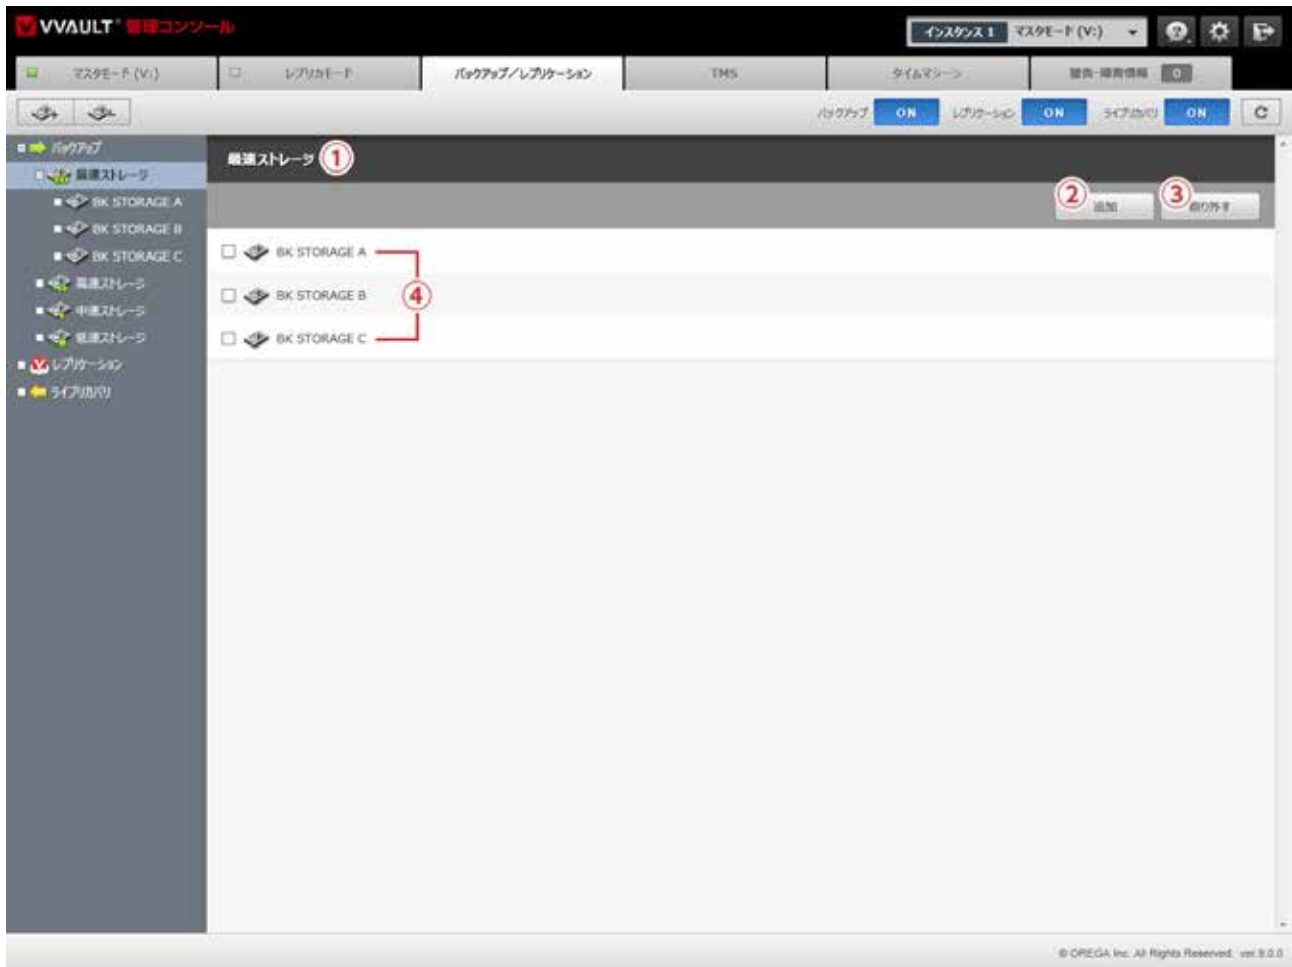 VVAULT® 管理コンソール
インスタンス 1 マスタモード (V:)
マスタモード (V:) レプリカモード バックアップ/レプリケーション TMS タイムマシーン 警告・障害情報 0
バックアップ ON レプリケーション ON ライブリカバリ ON
バックアップ
最速ストレージ ①
最速ストレージ
② 追加 ③ 取り外す
BK STORAGE A
BK STORAGE B
BK STORAGE C
高速ストレージ
中速ストレージ
低速ストレージ
レプリケーション
ライブリカバリ
BK STORAGE A
BK STORAGE B ④
BK STORAGE C
© OREGA Inc. All Rights Reserved. ver.9.0.0